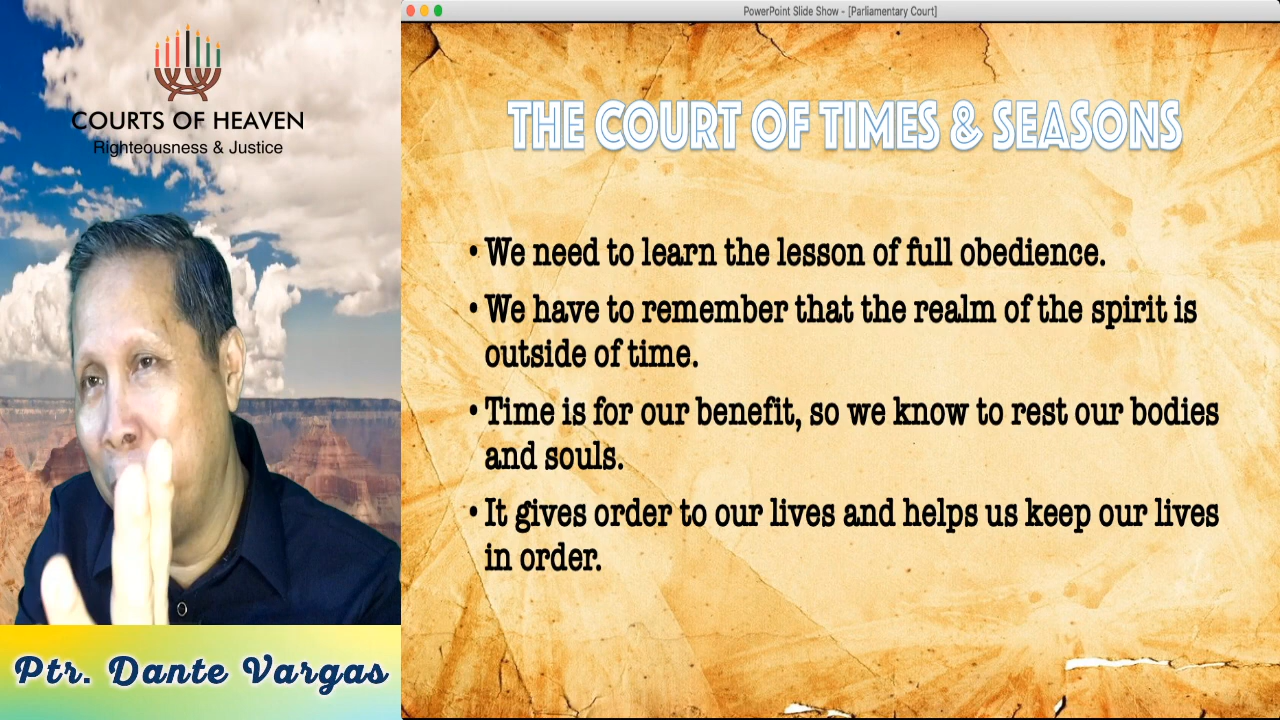 PowerPoint Slide Show - [Parliamentary Court]
COURTS OF HEAVEN
Righteousness & Justice
THE COURT OF TIMES & SEASONS
• We need to learn the lesson of full obedience.
• We have to remember that the realm of the spirit is
outside of time.
• Time is for our benefit, so we know to rest our bodies
and souls.
• It gives order to our lives and helps us keep our lives
in order.
Ptr. Dante Vargas